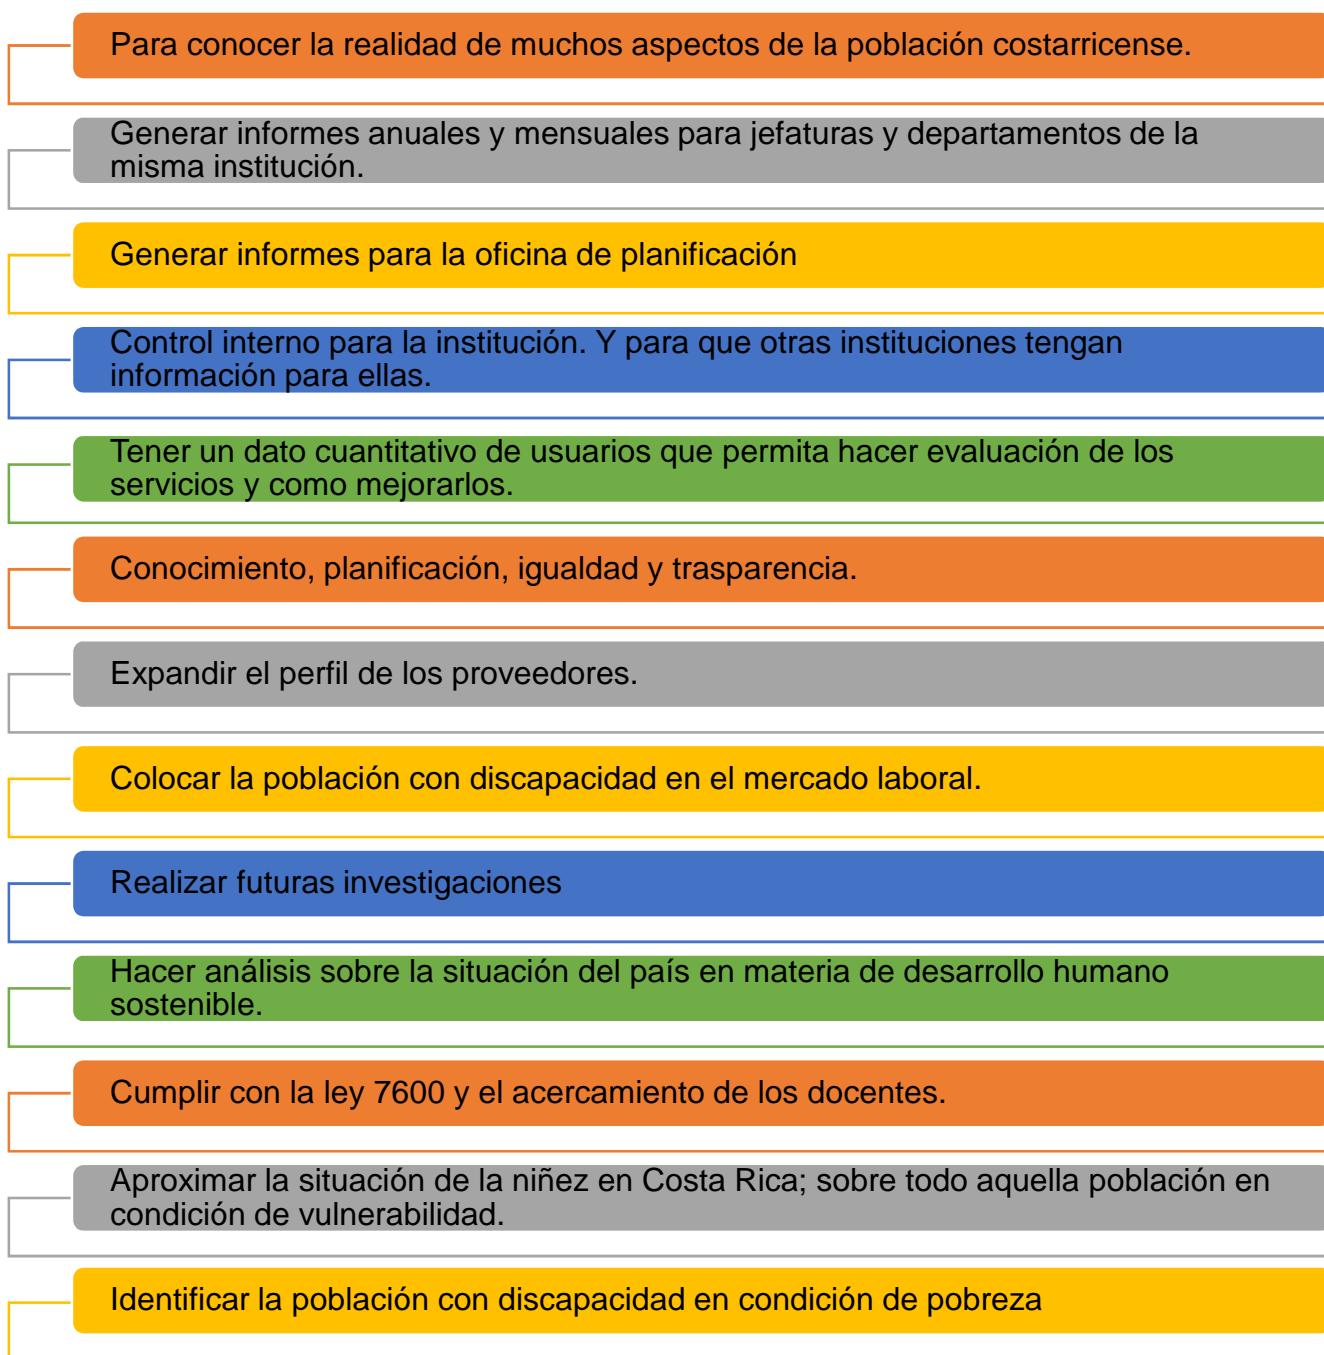 Para conocer la realidad de muchos aspectos de la población costarricense.
Generar informes anuales y mensuales para jefaturas y departamentos de la
misma institución.
Generar informes para la oficina de planificación
Control interno para la institución. Y para que otras instituciones tengan
información para ellas.
Tener un dato cuantitativo de usuarios que permita hacer evaluación de los
servicios y como mejorarlos.
Conocimiento, planificación, igualdad y trasparencia.
Expandir el perfil de los proveedores.
Colocar la población con discapacidad en el mercado laboral.
Realizar futuras investigaciones
Hacer análisis sobre la situación del país en materia de desarrollo humano
sostenible.
Cumplir con la ley 7600 y el acercamiento de los docentes.
Aproximar la situación de la niñez en Costa Rica; sobre todo aquella población en
condición de vulnerabilidad.
Identificar la población con discapacidad en condición de pobreza